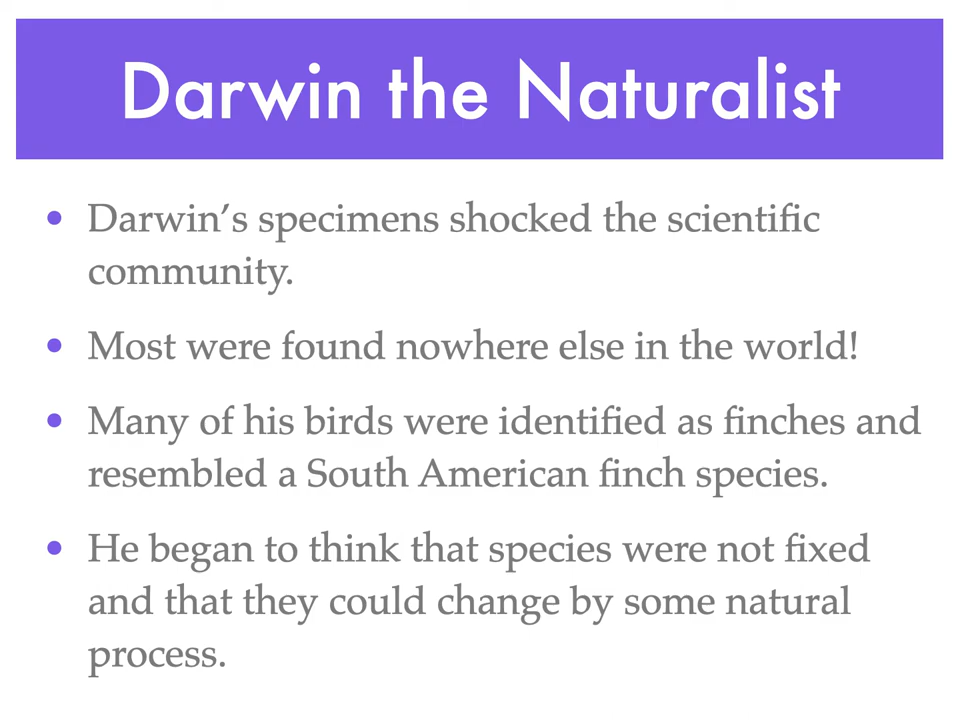 Darwin the Naturalist
• Darwin’s specimens shocked the scientific
community.
• Most were found nowhere else in the world!
• Many of his birds were identified as finches and
resembled a South American finch species.
• He began to think that species were not fixed
and that they could change by some natural
process.